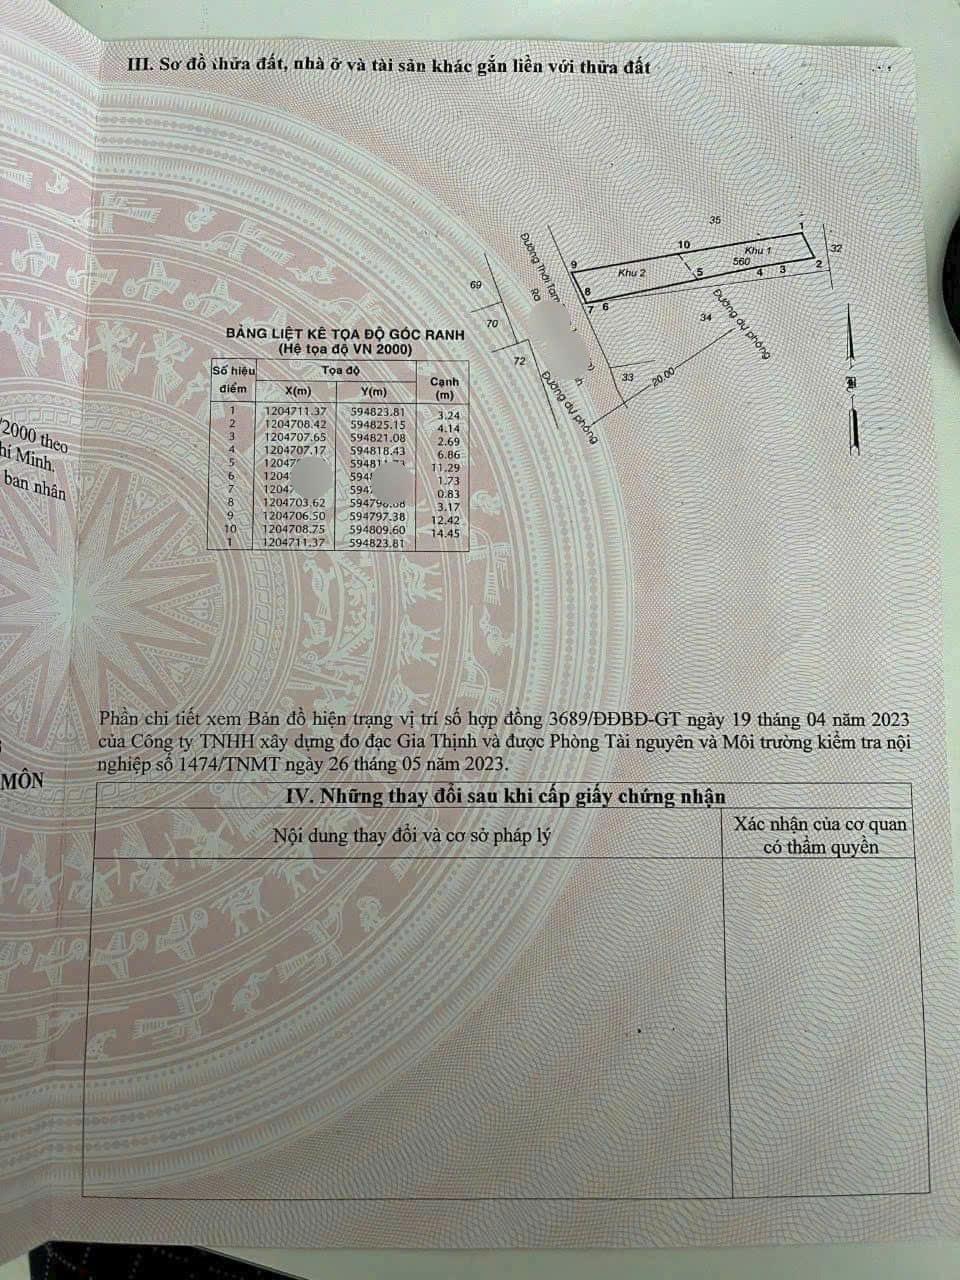 III. Sơ đồ thửa đất, nhà ở và tài sản khác gắn liền với thửa đất
35
1
32
10
Khu 1
560
2
3
4
5
9
Khu 2
8
7 6
Đường Thới Tam
69
70
72
34
33
20.00
Đường dự phòng
Đường dự phòng
BẢNG LIỆT KÊ TỌA ĐỘ GÓC RANH
(Hệ tọa độ VN 2000)
Số hiệu điểm Tọa độ Cạnh (m)
X(m) Y(m)
1 1204711.37 594823.81
3.24
2 1204708.42 594825.15
4.14
3 1204707.65 594821.08
2.69
4 1204707.17 594818.43
6.86
5
11.29
6
1.73
7
0.83
8 1204703.62
3.17
9 1204706.50 594797.38
12.42
10 1204708.75 594809.60
14.45
1 1204711.37 594823.81
/2000 theo
hí Minh.
ban nhân
MÔN
Phần chi tiết xem Bản đồ hiện trạng vị trí số hợp đồng 3689/ĐĐBĐ-GT ngày 19 tháng 04 năm 2023
của Công ty TNHH xây dựng đo đạc Gia Thịnh và được Phòng Tài nguyên và Môi trường kiểm tra nội
nghiệp số 1474/TNMT ngày 26 tháng 05 năm 2023.
IV. Những thay đổi sau khi cấp giấy chứng nhận
Nội dung thay đổi và cơ sở pháp lý
Xác nhận của cơ quan
có thẩm quyền